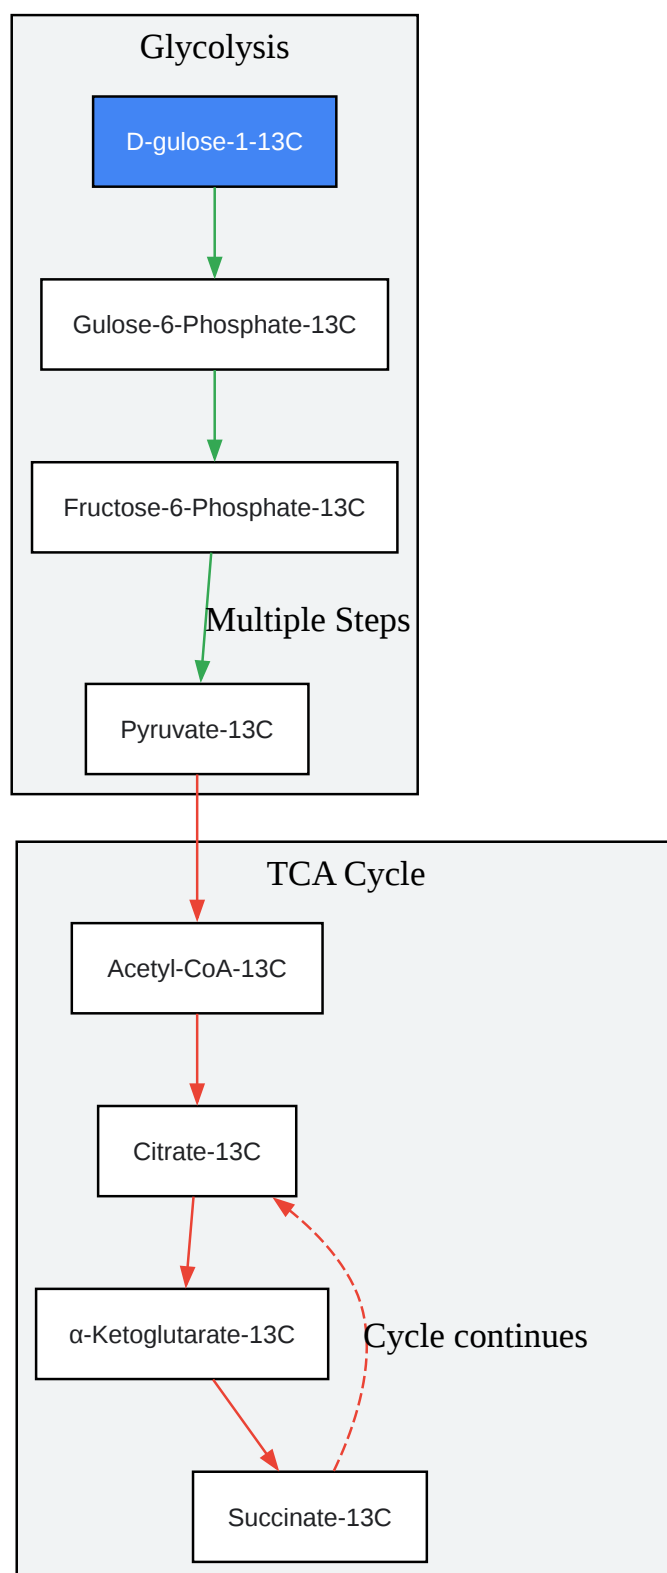 Glycolysis
D-gulose-1-13C
Gulose-6-Phosphate-13C
Fructose-6-Phosphate-13C
Multiple Steps
Pyruvate-13C
TCA Cycle
Acetyl-CoA-13C
Citrate-13C
α-Ketoglutarate-13C
Cycle continues
Succinate-13C